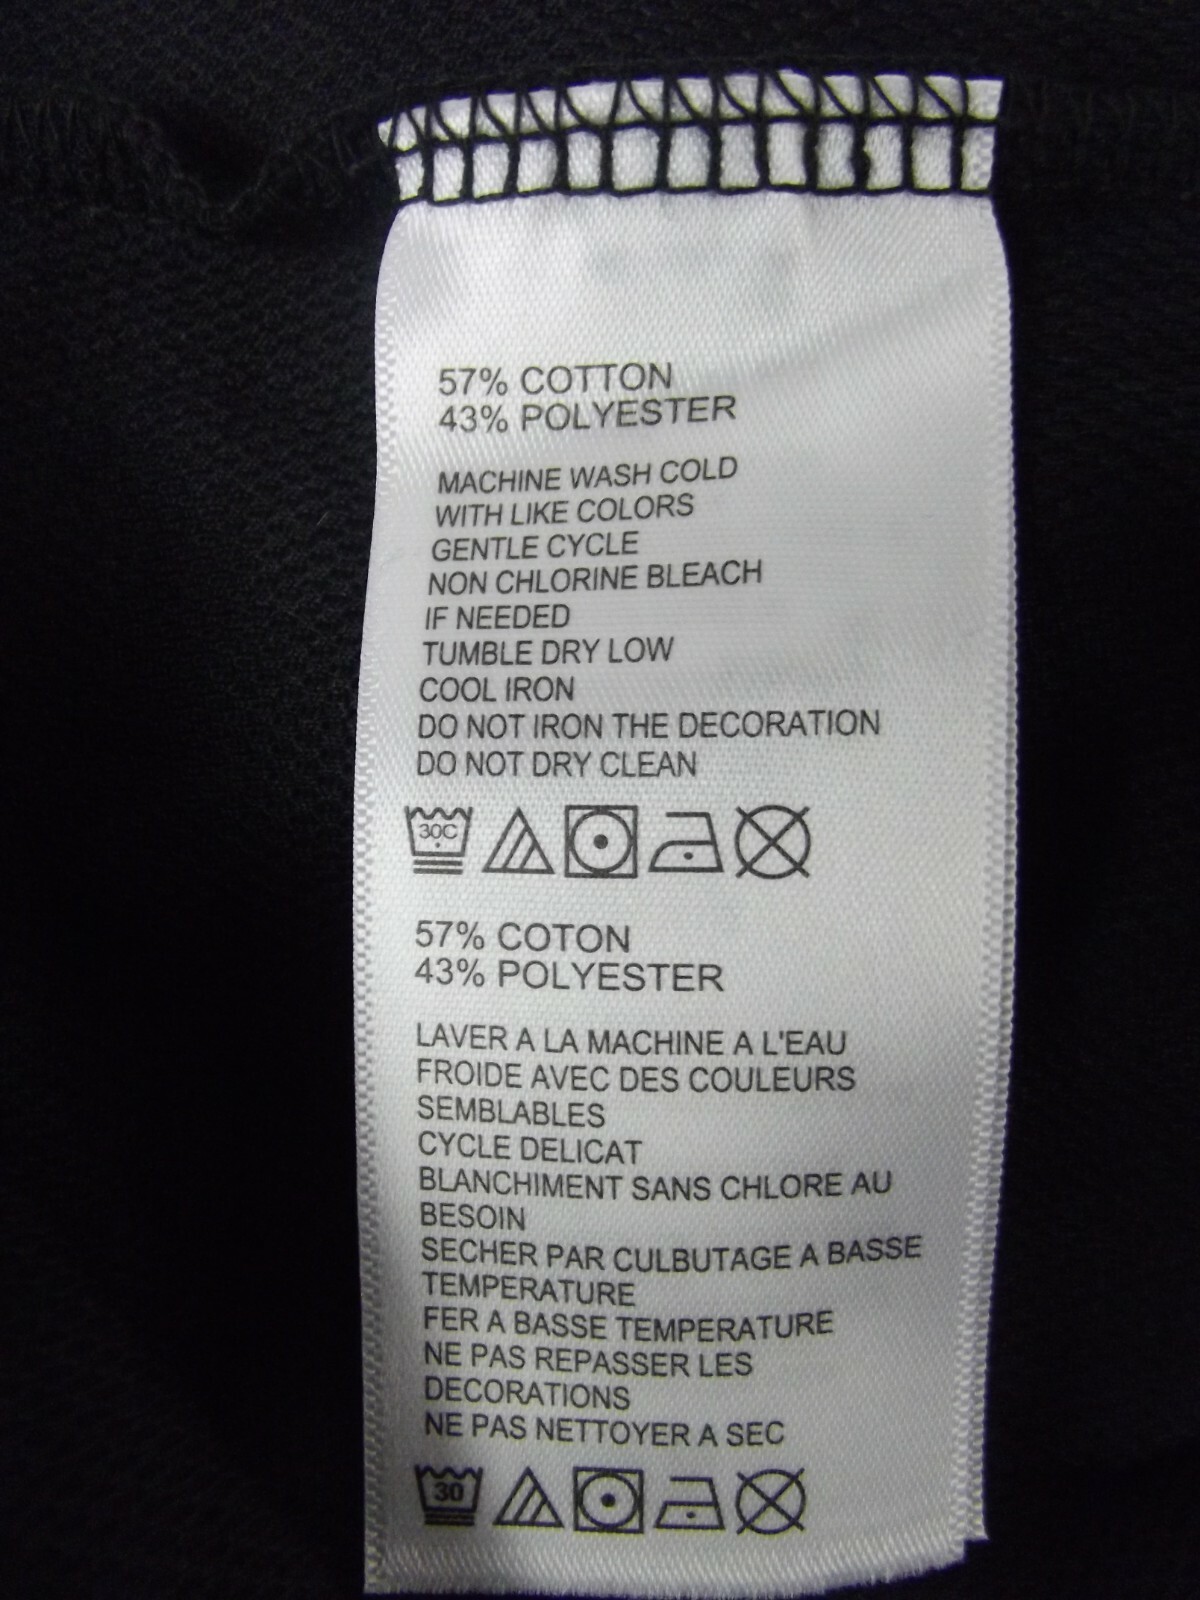 57% COTTON
43% POLYESTER
MACHINE WASH COLD
WITH LIKE COLORS
GENTLE CYCLE
NON CHLORINE BLEACH
IF NEEDED
TUMBLE DRY LOW
COOL IRON
DO NOT IRON THE DECORATION
DO NOT DRY CLEAN
30C
57% COTON
43% POLYESTER
LAVER A LA MACHINE A L'EAU
FROIDE AVEC DES COULEURS
SEMBLABLES
CYCLE DELICAT
BLANCHIMENT SANS CHLORE AU
BESOIN
SECHER PAR CULBUTAGE A BASSE
TEMPERATURE
FER A BASSE TEMPERATURE
NE PAS REPASSER LES
DECORATIONS
NE PAS NETTOYER A SEC
30